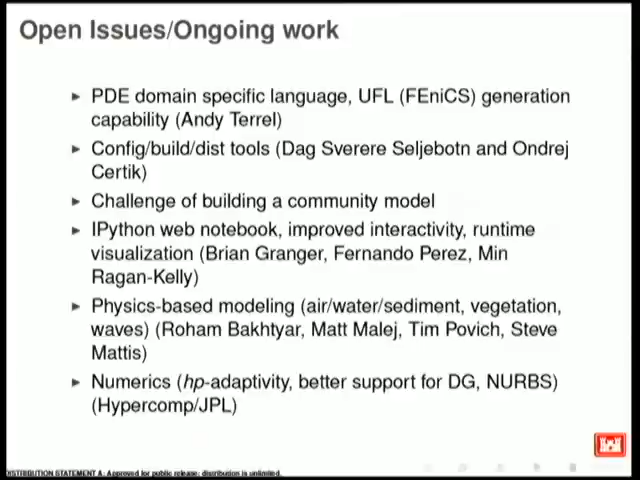 Open Issues/Ongoing work
► PDE domain specific language, UFL (FEniCS) generation
capability (Andy Terrel)
► Config/build/dist tools (Dag Sverere Seljebotn and Ondrej
Certik)
► Challenge of building a community model
► IPython web notebook, improved interactivity, runtime
visualization (Brian Granger, Fernando Perez, Min
Ragan-Kelly)
► Physics-based modeling (air/water/sediment, vegetation,
waves) (Roham Bakhtyar, Matt Malej, Tim Povich, Steve
Mattis)
► Numerics (hp-adaptivity, better support for DG, NURBS)
(Hypercomp/JPL)
DISTRIBUTION STATEMENT A: Approved for public release; distribution is unlimited.